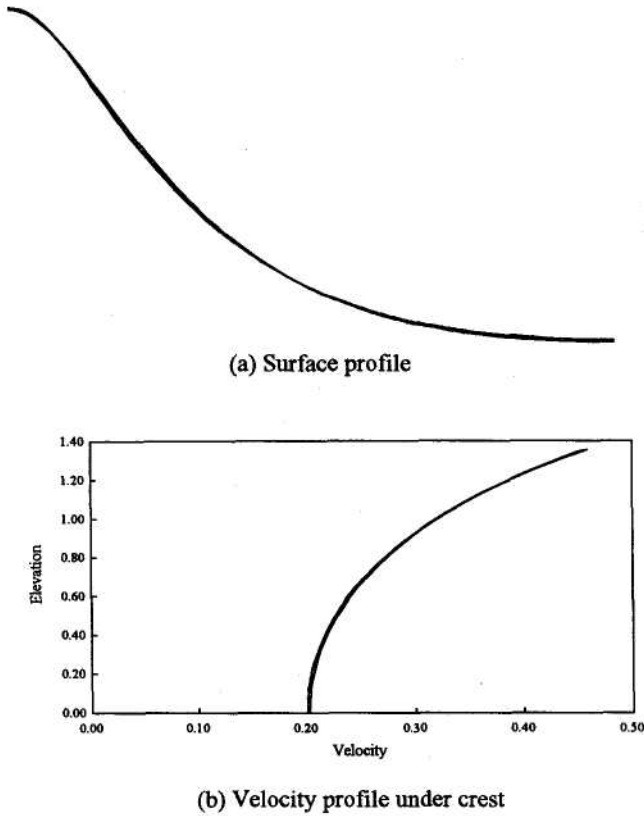 (a) Surface profile
1.40
1.20
1.00
0.80
0.60
0.40
0.20
0.00
Elevation
0.00 0.10 0.20 0.30 0.40 0.50
Velocity
(b) Velocity profile under crest